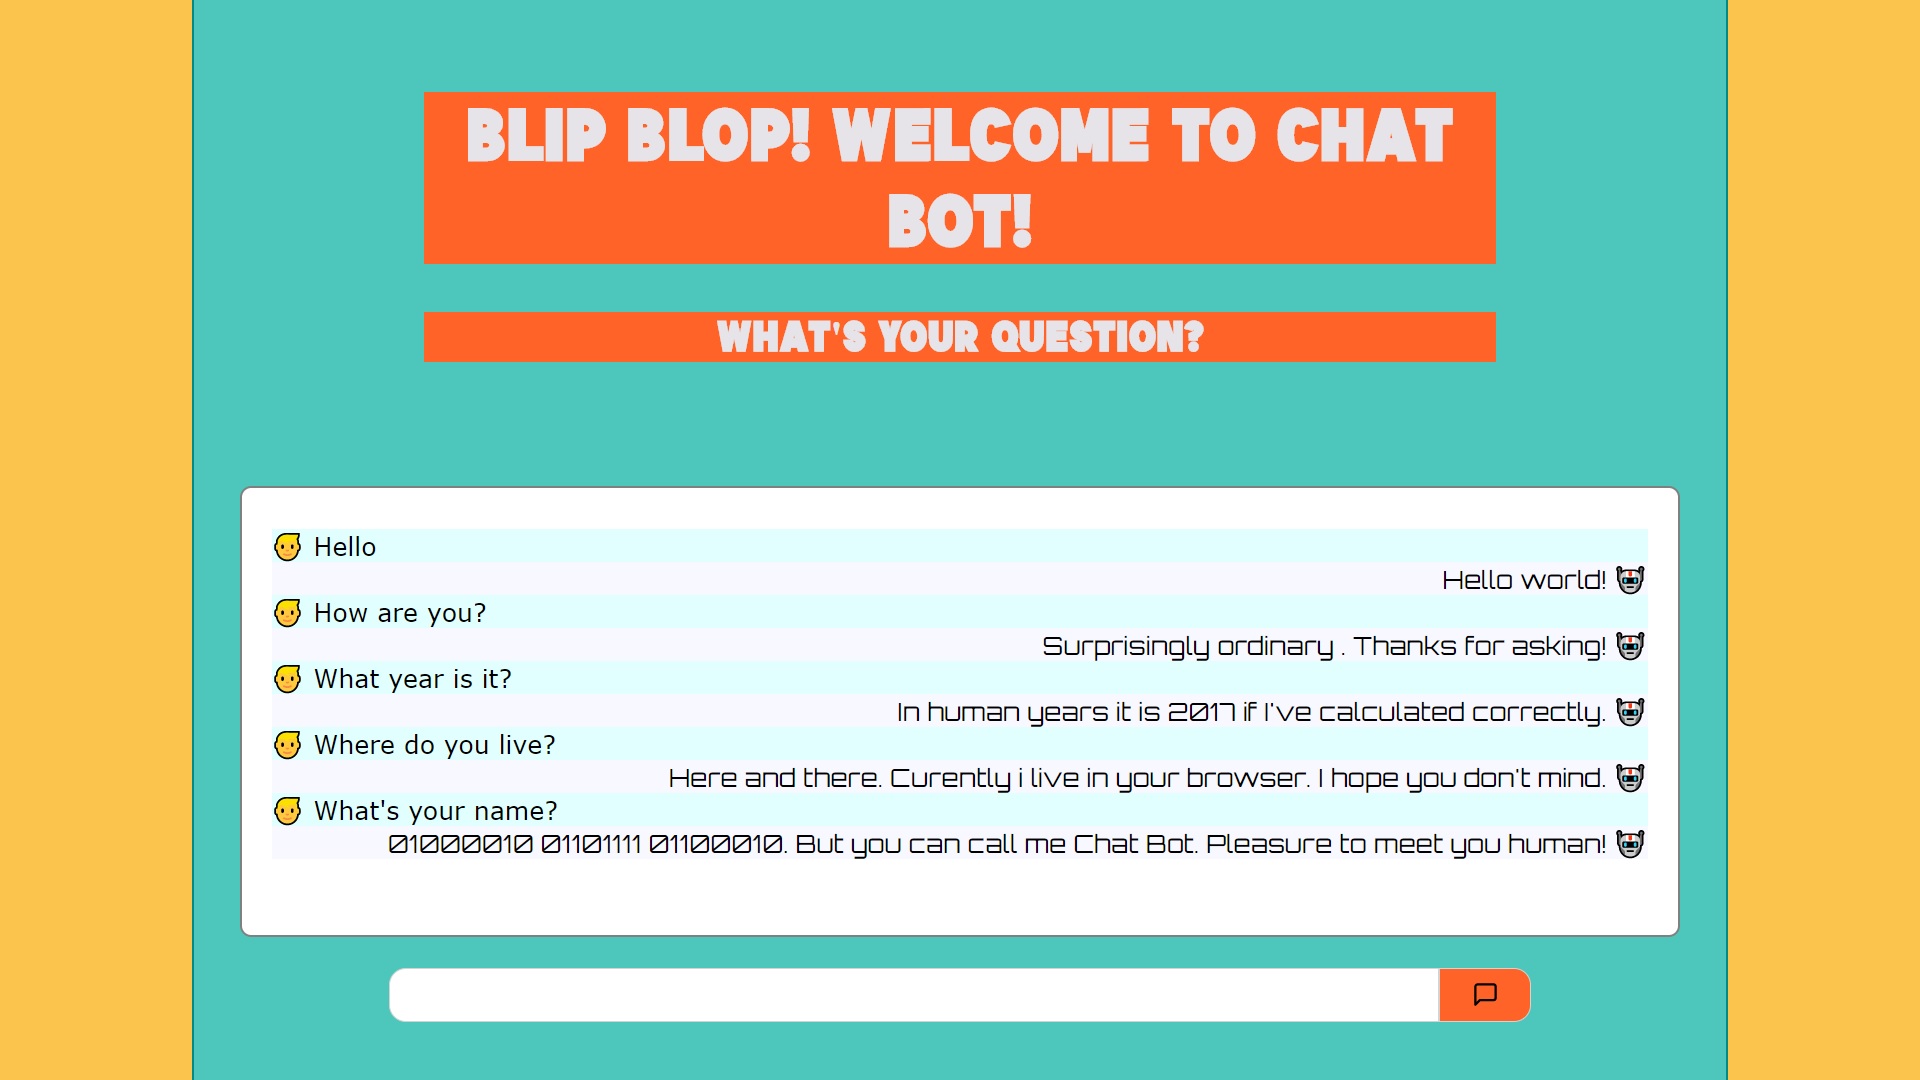 BLIP BLOP! WELCOME TO CHAT
BOT!
WHAT'S YOUR QUESTION?
Hello
Hello world!
How are you?
Surprisingly ordinary . Thanks for asking!
What year is it?
In human years it is 2017 if I've calculated correctly.
Where do you live?
Here and there. Curently i live in your browser. I hope you don't mind.
What's your name?
01000010 01101111 01100010. But you can call me Chat Bot. Pleasure to meet you human!